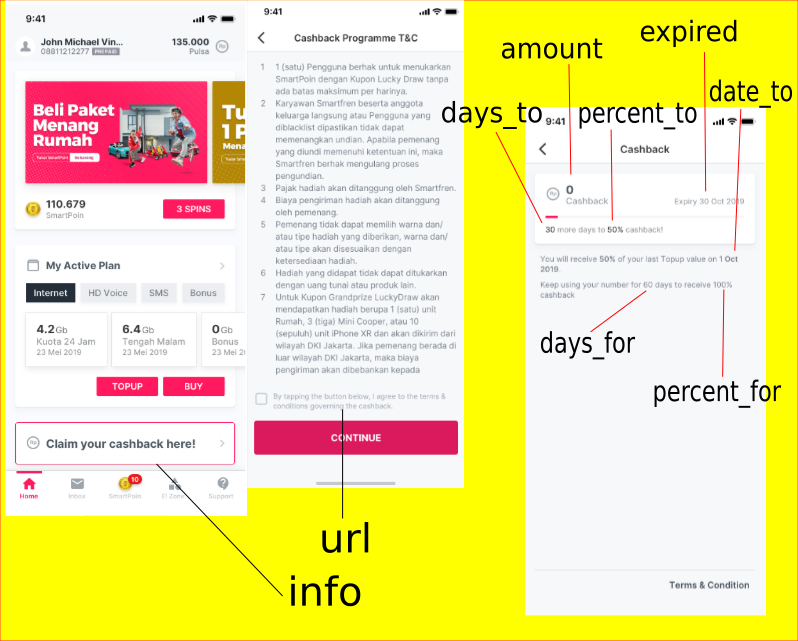 9:41
John Michael Vin...
08811212277 PREPAID
135.000
Pulsa
Rp
Beli Paket
Menang
Rumah
Tukar SmartPoin Sekarang
Tu
1 P
Mena
110.679
SmartPoin
3 SPINS
My Active Plan
Internet
HD Voice
SMS
Bonus
4.2Gb
Kuota 24 Jam
23 Mei 2019
6.4Gb
Tengah Malam
23 Mei 2019
0Gb
Bonus
23 Mei 20
TOPUP
BUY
Rp
Claim your cashback here!
10
Home
Inbox
SmartPoin
Support
9:41
Cashback Programme T&C
1 1 (satu) Pengguna berhak untuk menukarkan
SmartPoin dengan Kupon Lucky Draw tanpa
ada batas maksimum per harinya.
2 Karyawan Smartfren beserta anggota
keluarga langsung atau Pengguna yang
diblacklist dipastikan tidak dapat
memenangkan undian. Apabila pemenang
yang diundi memenuhi ketentuan ini, maka
Smartfren berhak mengulang proses
pengundian.
3 Pajak hadiah akan ditanggung oleh Smartfren.
4 Biaya pengiriman hadiah akan ditanggung
oleh pemenang.
5 Pemenang tidak dapat memilih warna dan/
atau tipe hadiah yang diberikan, warna dan/
atau tipe akan disesuaikan dengan
ketersediaan hadiah.
6 Hadiah yang didapat tidak dapat ditukarkan
dengan uang tunai atau produk lain.
7 Untuk Kupon Grandprize LuckyDraw akan
mendapatkan hadiah berupa 1 (satu) unit
Rumah, 3 (tiga) Mini Cooper, atau 10
(sepuluh) unit iPhone XR dan akan dikirim dari
wilayah DKI Jakarta. Jika pemenang berada di
luar wilayah DKI Jakarta, maka biaya
pengiriman akan dibebankan kepada
By tapping the button below, I agree to the terms &
conditions governing the cashback.
CONTINUE
url
info
amount
expired
days_to
percent_to
date_to
9:41
Cashback
Rp
0
Cashback
Expiry 30 Oct 2019
30 more days to 50% cashback!
You will receive 50% of your last Topup value on 1 Oct
2019.
Keep using your number for 60 days to receive 100%
cashback
days_for
percent_for
Terms & Condition